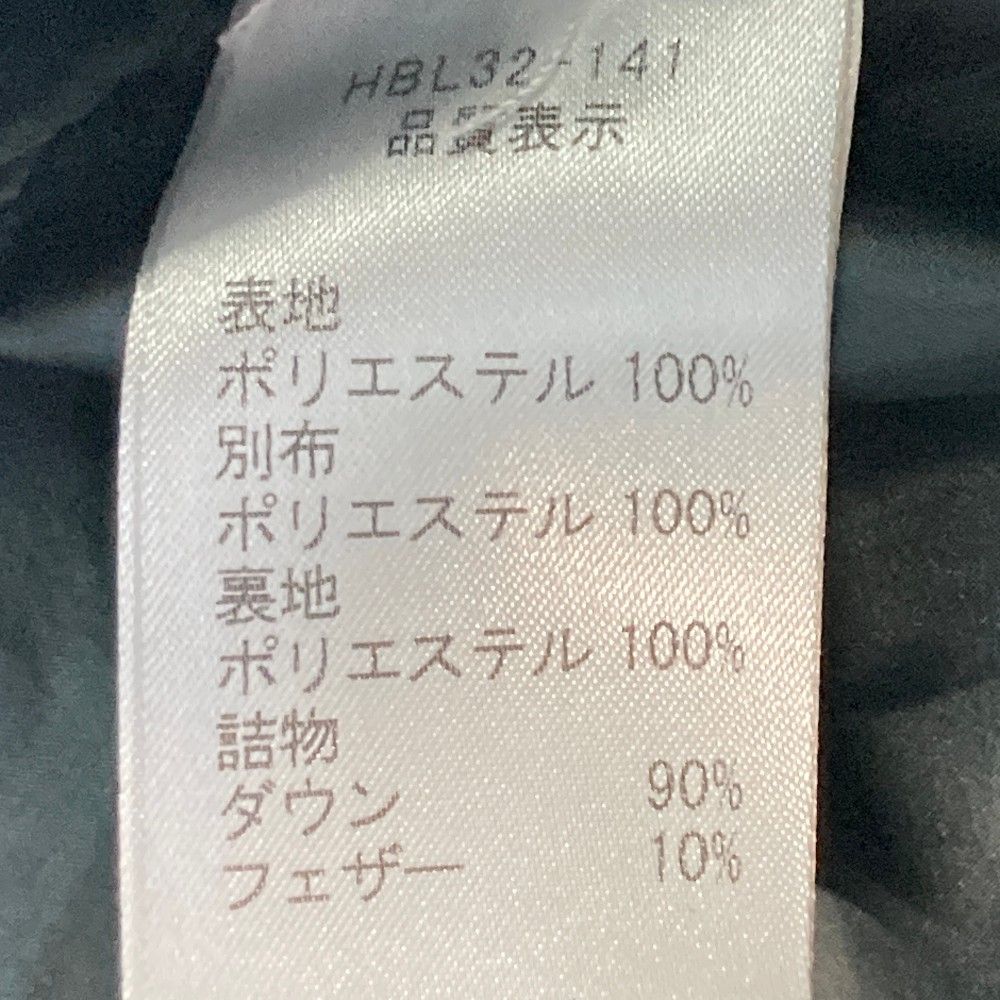 HBL32-141
品質表示
表地
ポリエステル 100%
別布
ポリエステル 100%
裏地
ポリエステル 100%
詰物
ダウン 90%
フェザー 10%